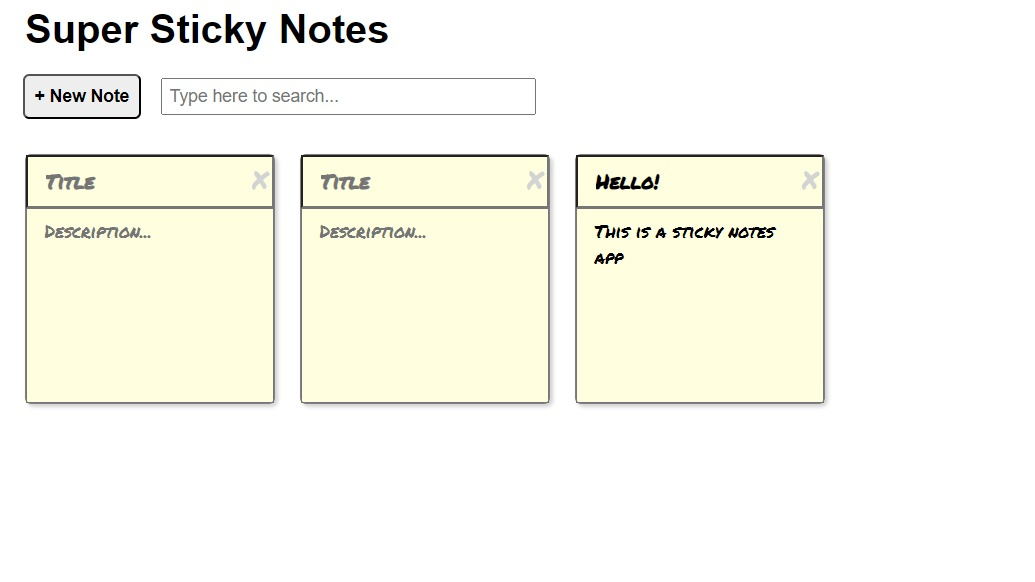 Super Sticky Notes
+ New Note
Type here to search...
Title
x
Title
x
Hello!
x
Description...
Description...
This is a sticky notes
app